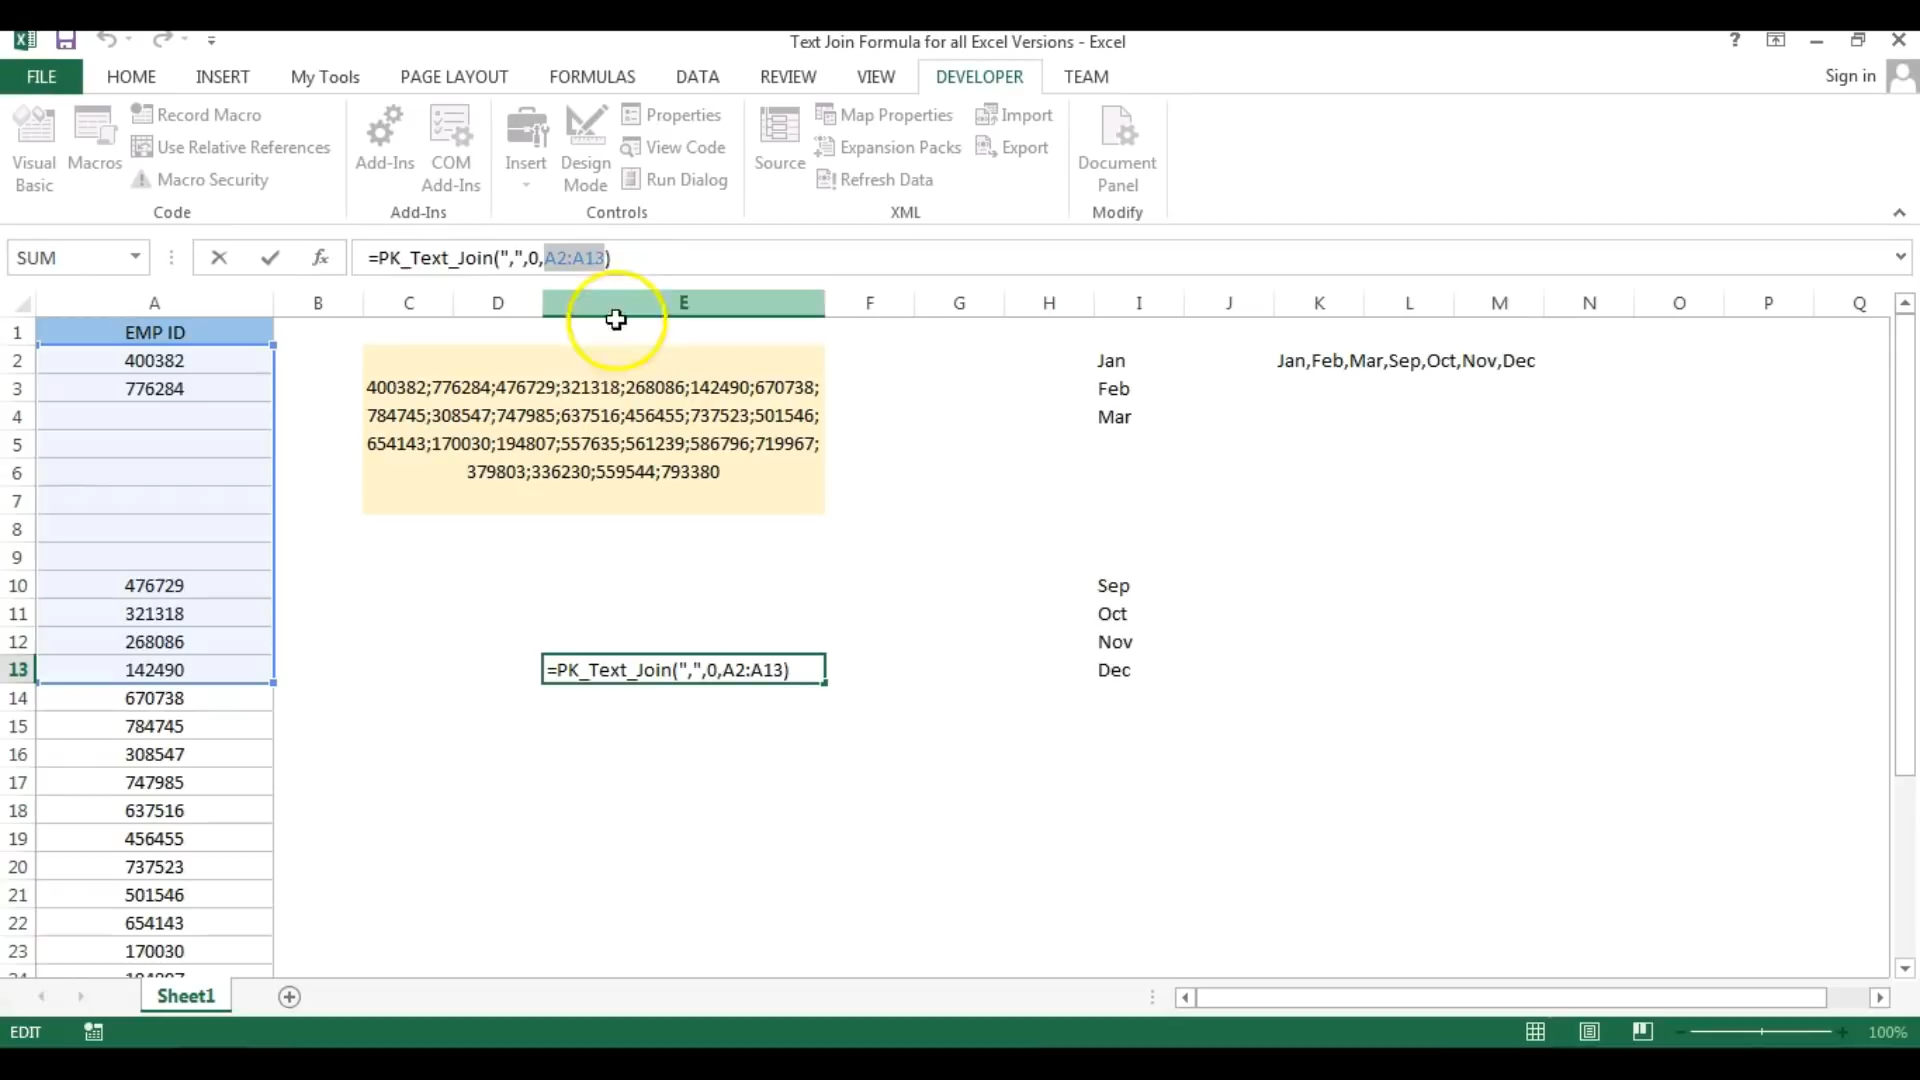 Text Join Formula for all Excel Versions - Excel
?
FILE HOME INSERT My Tools PAGE LAYOUT FORMULAS DATA REVIEW VIEW DEVELOPER TEAM Sign in
Visual Basic
Macros
Record Macro
Use Relative References
Macro Security
Code
Add-Ins
COM Add-Ins
Add-Ins
Insert
Design Mode
Properties
View Code
Run Dialog
Controls
Source
Map Properties
Expansion Packs
Refresh Data
Import
Export
XML
Document Panel
Modify
SUM fx =PK_Text_Join(",",0,A2:A13)
A B C D E F G H I J K L M N O P Q
1 EMP ID
2 400382 Jan Jan,Feb,Mar,Sep,Oct,Nov,Dec
3 776284 400382;776284;476729;321318;268086;142490;670738; Feb
4 784745;308547;747985;637516;456455;737523;501546; Mar
5 654143;170030;194807;557635;561239;586796;719967;
6 379803;336230;559544;793380
7
8
9
10 476729 Sep
11 321318 Oct
12 268086 Nov
13 142490 =PK_Text_Join(",",0,A2:A13) Dec
14 670738
15 784745
16 308547
17 747985
18 637516
19 456455
20 737523
21 501546
22 654143
23 170030
Sheet1
EDIT 100%